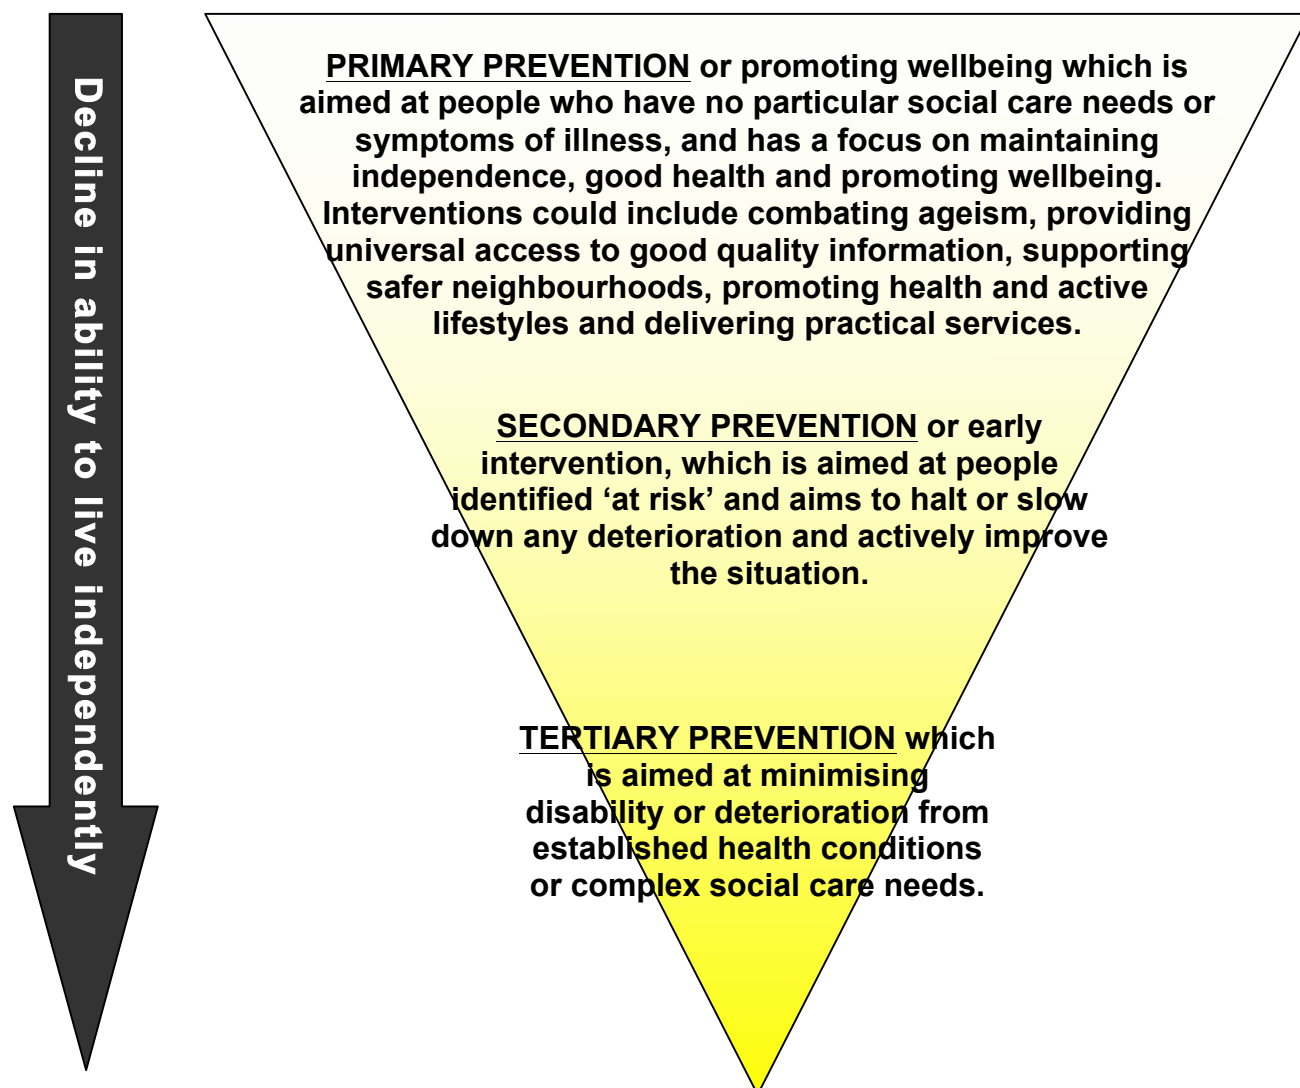 Decline in ability to live independently
PRIMARY PREVENTION or promoting wellbeing which is
aimed at people who have no particular social care needs or
symptoms of illness, and has a focus on maintaining
independence, good health and promoting wellbeing.
Interventions could include combating ageism, providing
universal access to good quality information, supporting
safer neighbourhoods, promoting health and active
lifestyles and delivering practical services.
SECONDARY PREVENTION or early
intervention, which is aimed at people
identified ‘at risk’ and aims to halt or slow
down any deterioration and actively improve
the situation.
TERTIARY PREVENTION which
is aimed at minimising
disability or deterioration from
established health conditions
or complex social care needs.